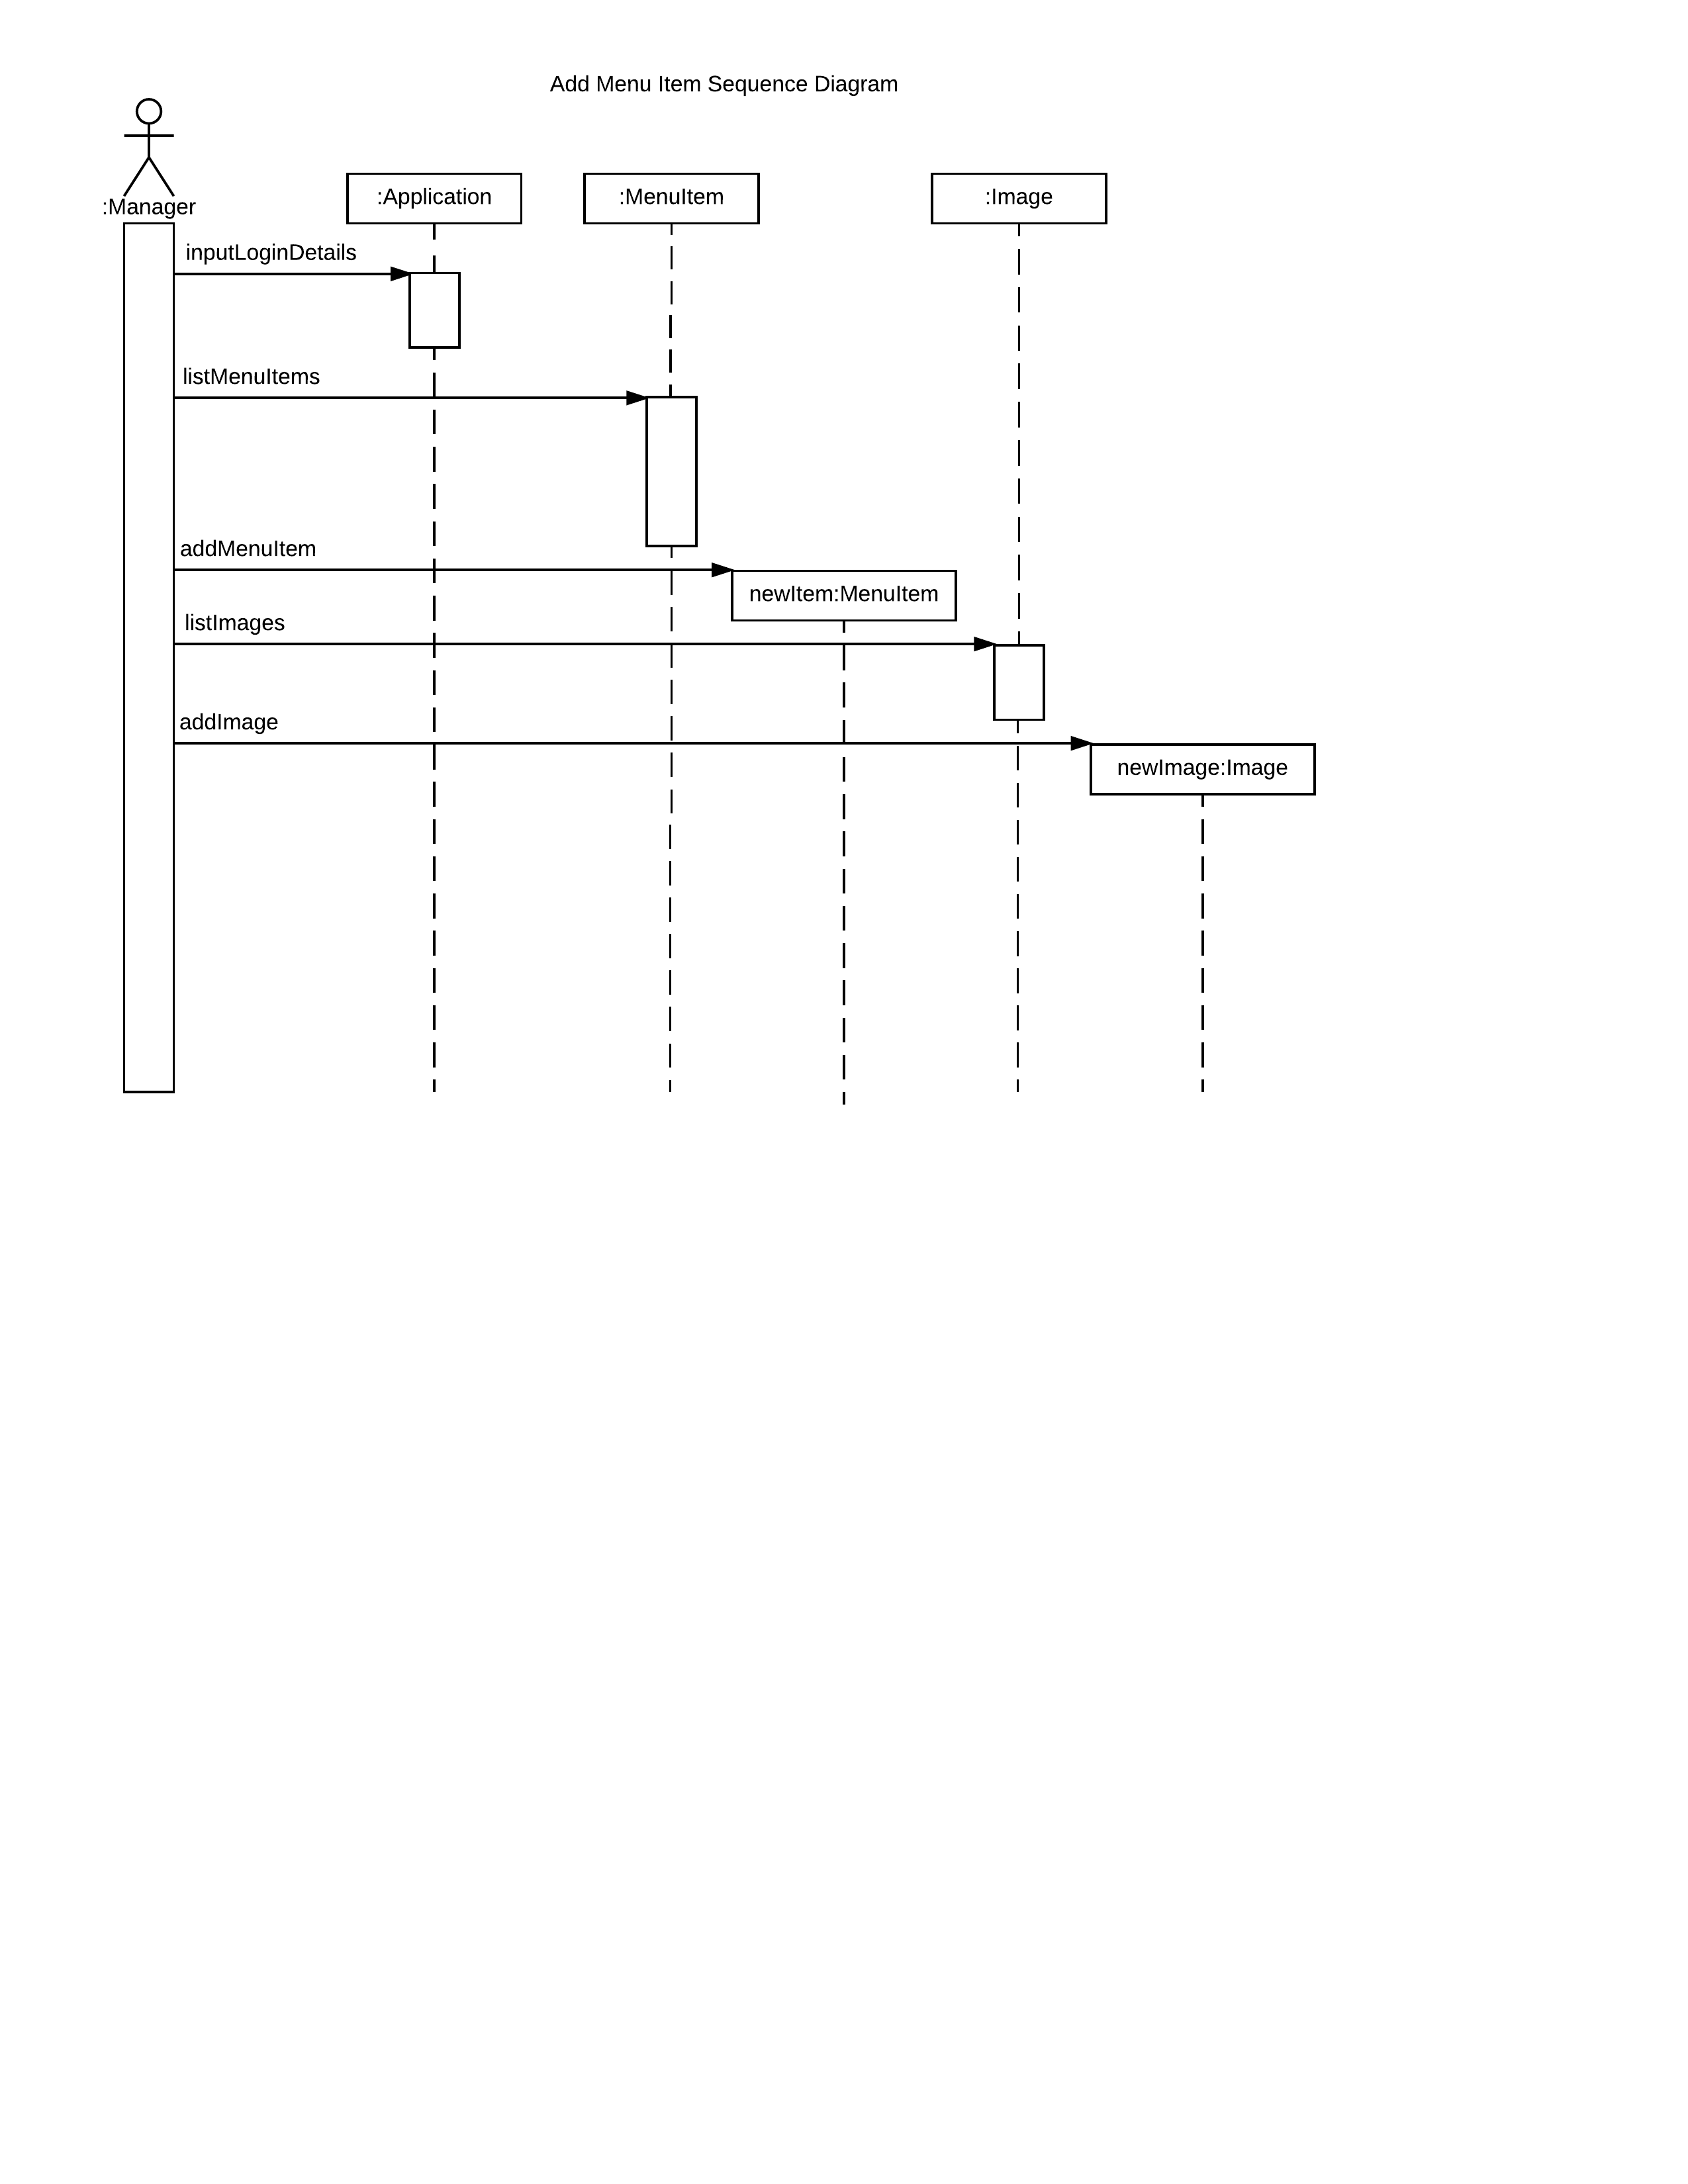 Add Menu Item Sequence Diagram
:Manager
:Application
:MenuItem
:Image
inputLoginDetails
listMenuItems
addMenuItem
newItem:MenuItem
listImages
addImage
newImage:Image